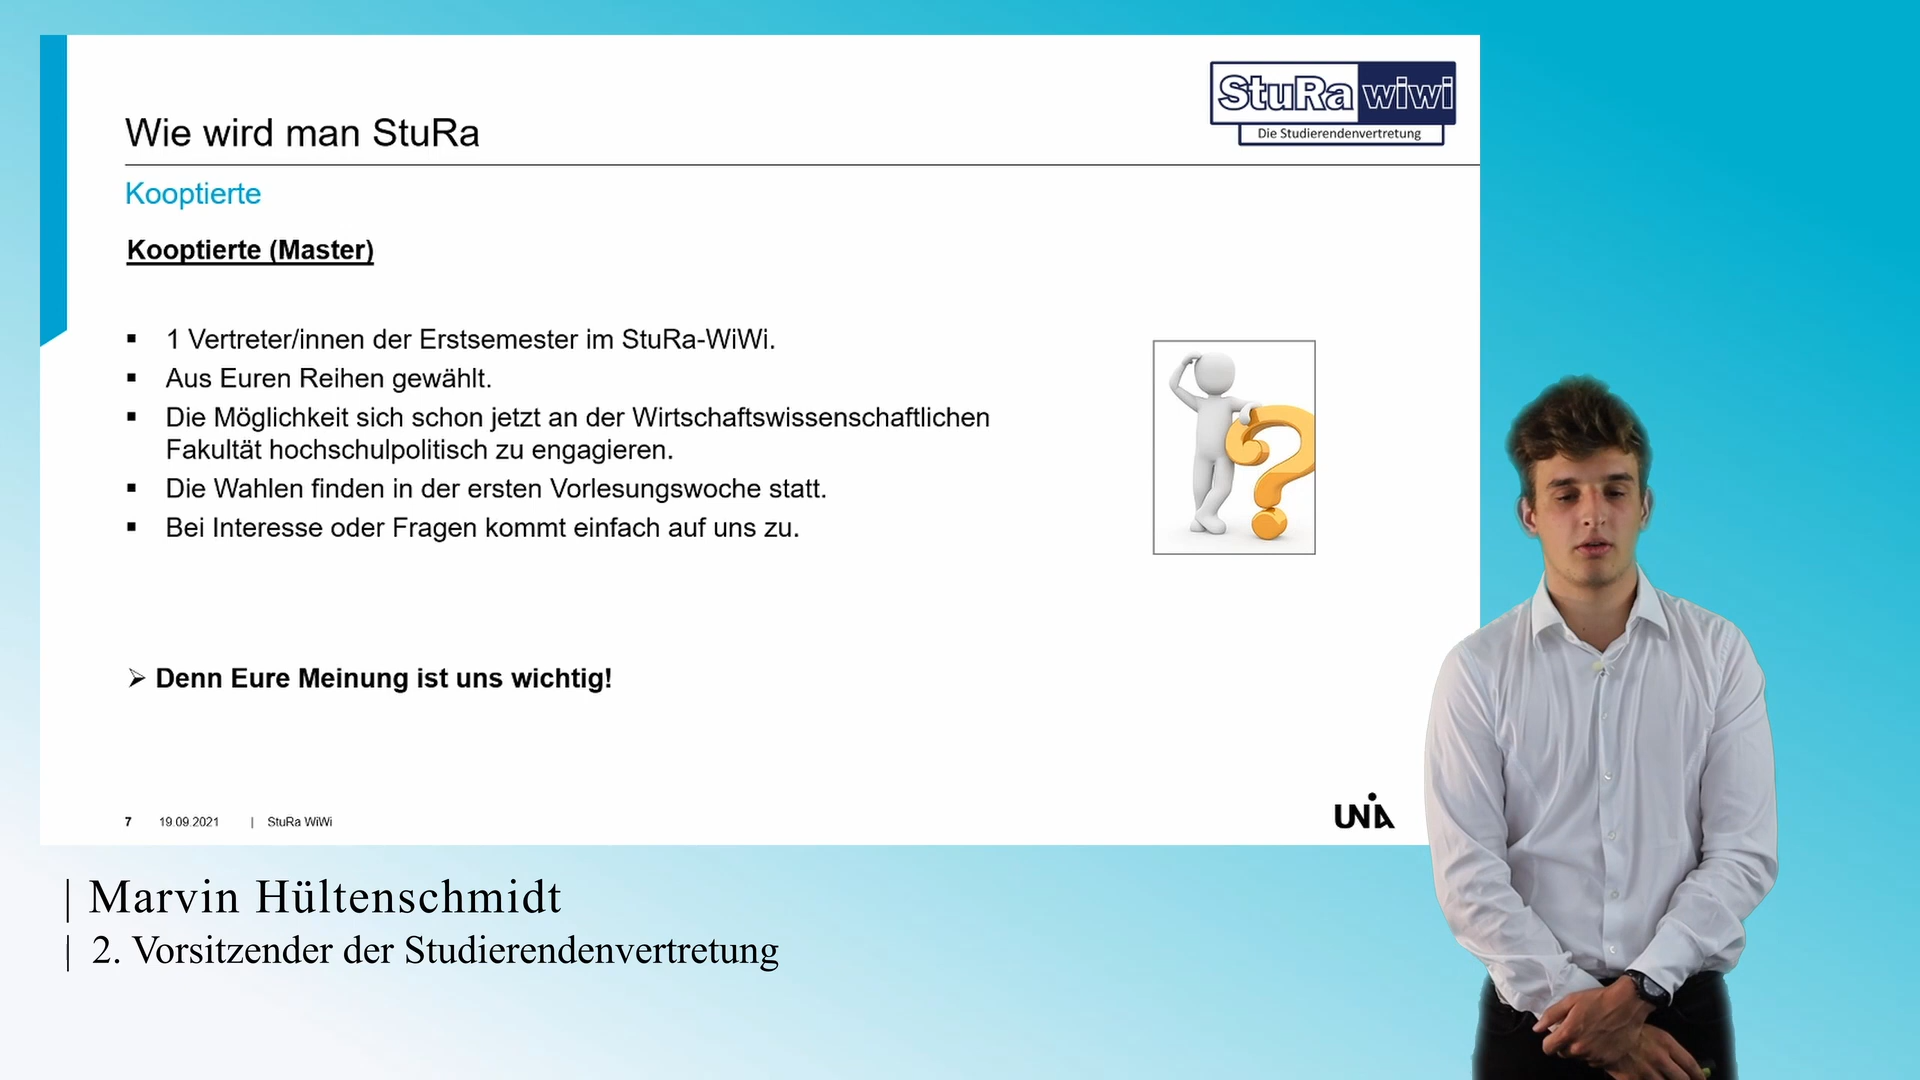 StuRa wiwi
Die Studierendenvertretung
Wie wird man StuRa
Kooptierte
Kooptierte (Master)
▪ 1 Vertreter/innen der Erstsemester im StuRa-WiWi.
▪ Aus Euren Reihen gewählt.
▪ Die Möglichkeit sich schon jetzt an der Wirtschaftswissenschaftlichen
Fakultät hochschulpolitisch zu engagieren.
▪ Die Wahlen finden in der ersten Vorlesungswoche statt.
▪ Bei Interesse oder Fragen kommt einfach auf uns zu.
➢ Denn Eure Meinung ist uns wichtig!
7 19.09.2021 | StuRa WiWi
UNIA
| Marvin Hültenschmidt
| 2. Vorsitzender der Studierendenvertretung